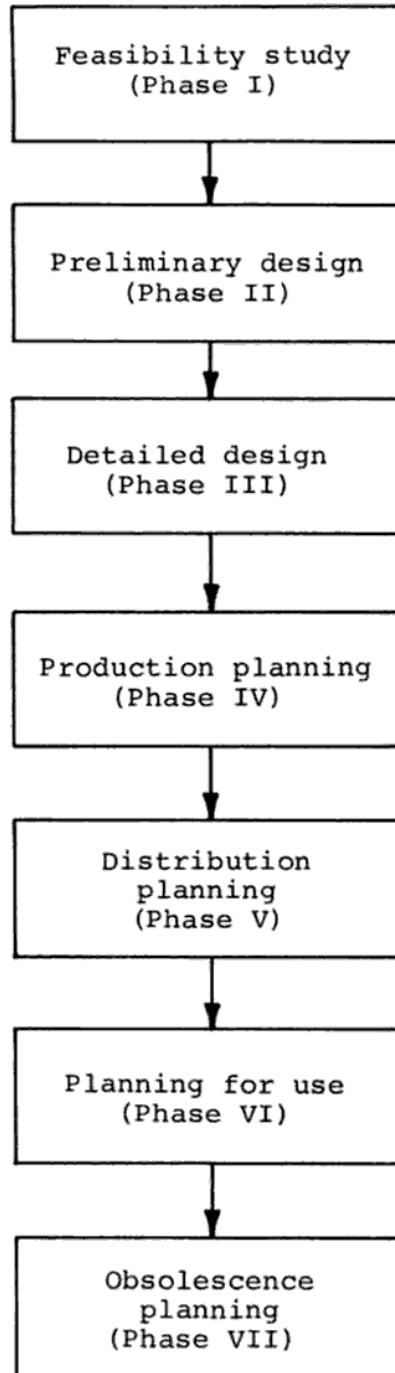 Feasibility study
(Phase I)
Preliminary design
(Phase II)
Detailed design
(Phase III)
Production planning
(Phase IV)
Distribution
planning
(Phase V)
Planning for use
(Phase VI)
Obsolescence
planning
(Phase VII)